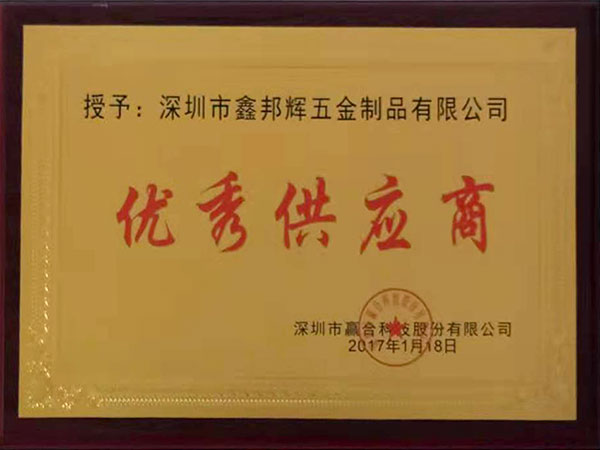 授予：深圳市鑫邦辉五金制品有限公司
优秀供应商
深圳市赢合科技股份有限公司
2017年1月18日